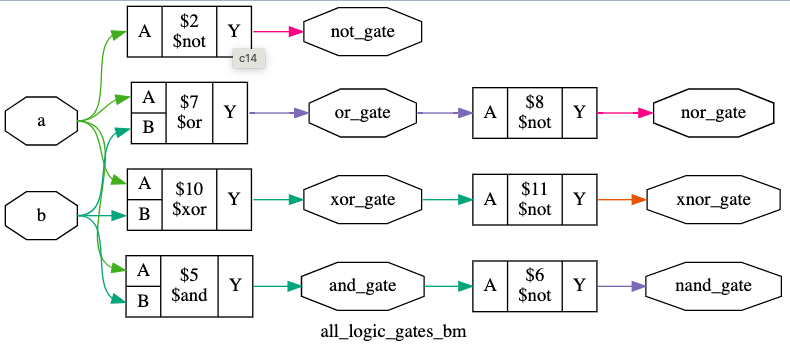 A $2 $not Y not_gate
c14
a
A B $7 $or Y or_gate A $8 $not Y nor_gate
b
A B $10 $xor Y xor_gate A $11 $not Y xnor_gate
A B $5 $and Y and_gate A $6 $not Y nand_gate
all_logic_gates_bm